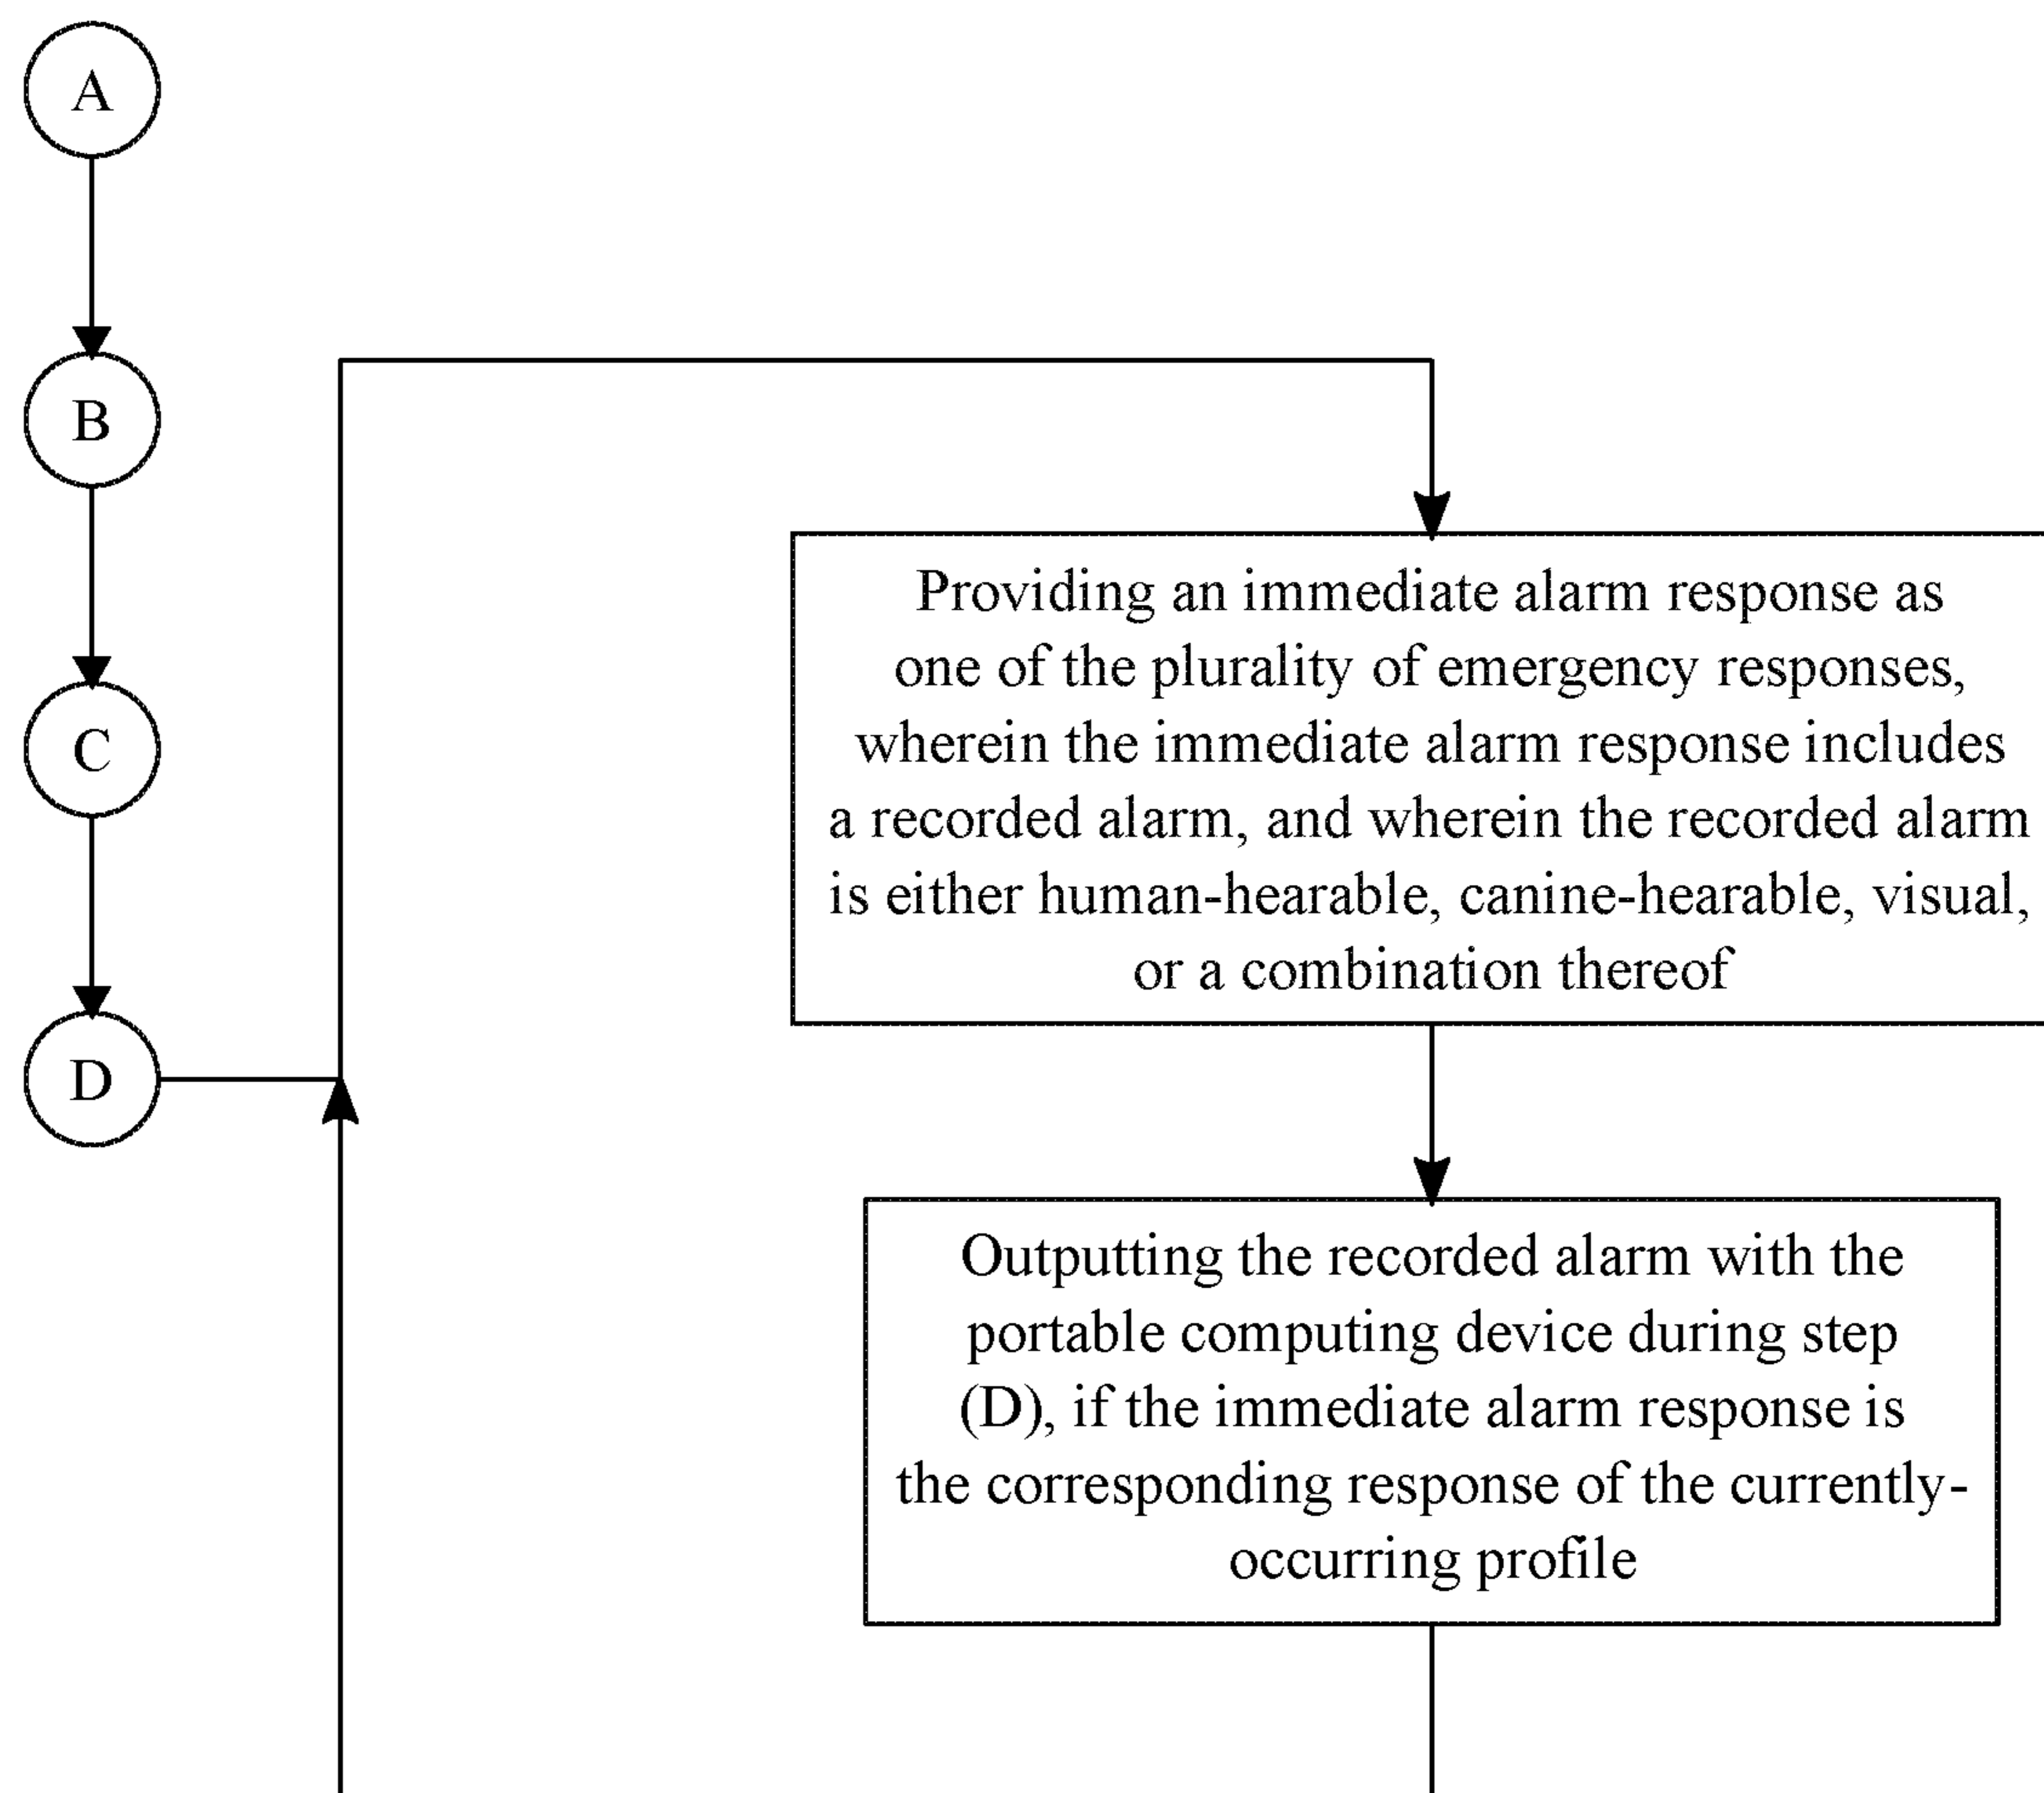 A
B
C
D
Providing an immediate alarm response as
one of the plurality of emergency responses,
wherein the immediate alarm response includes
a recorded alarm, and wherein the recorded alarm
is either human-hearable, canine-hearable, visual,
or a combination thereof
Outputting the recorded alarm with the
portable computing device during step
(D), if the immediate alarm response is
the corresponding response of the currently-
occurring profile